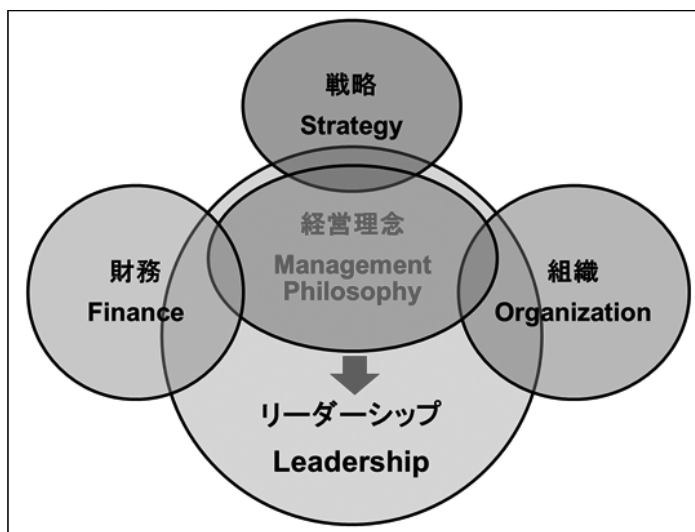 戦略
Strategy
経営理念
Management
Philosophy
財務
Finance
組織
Organization
リーダーシップ
Leadership